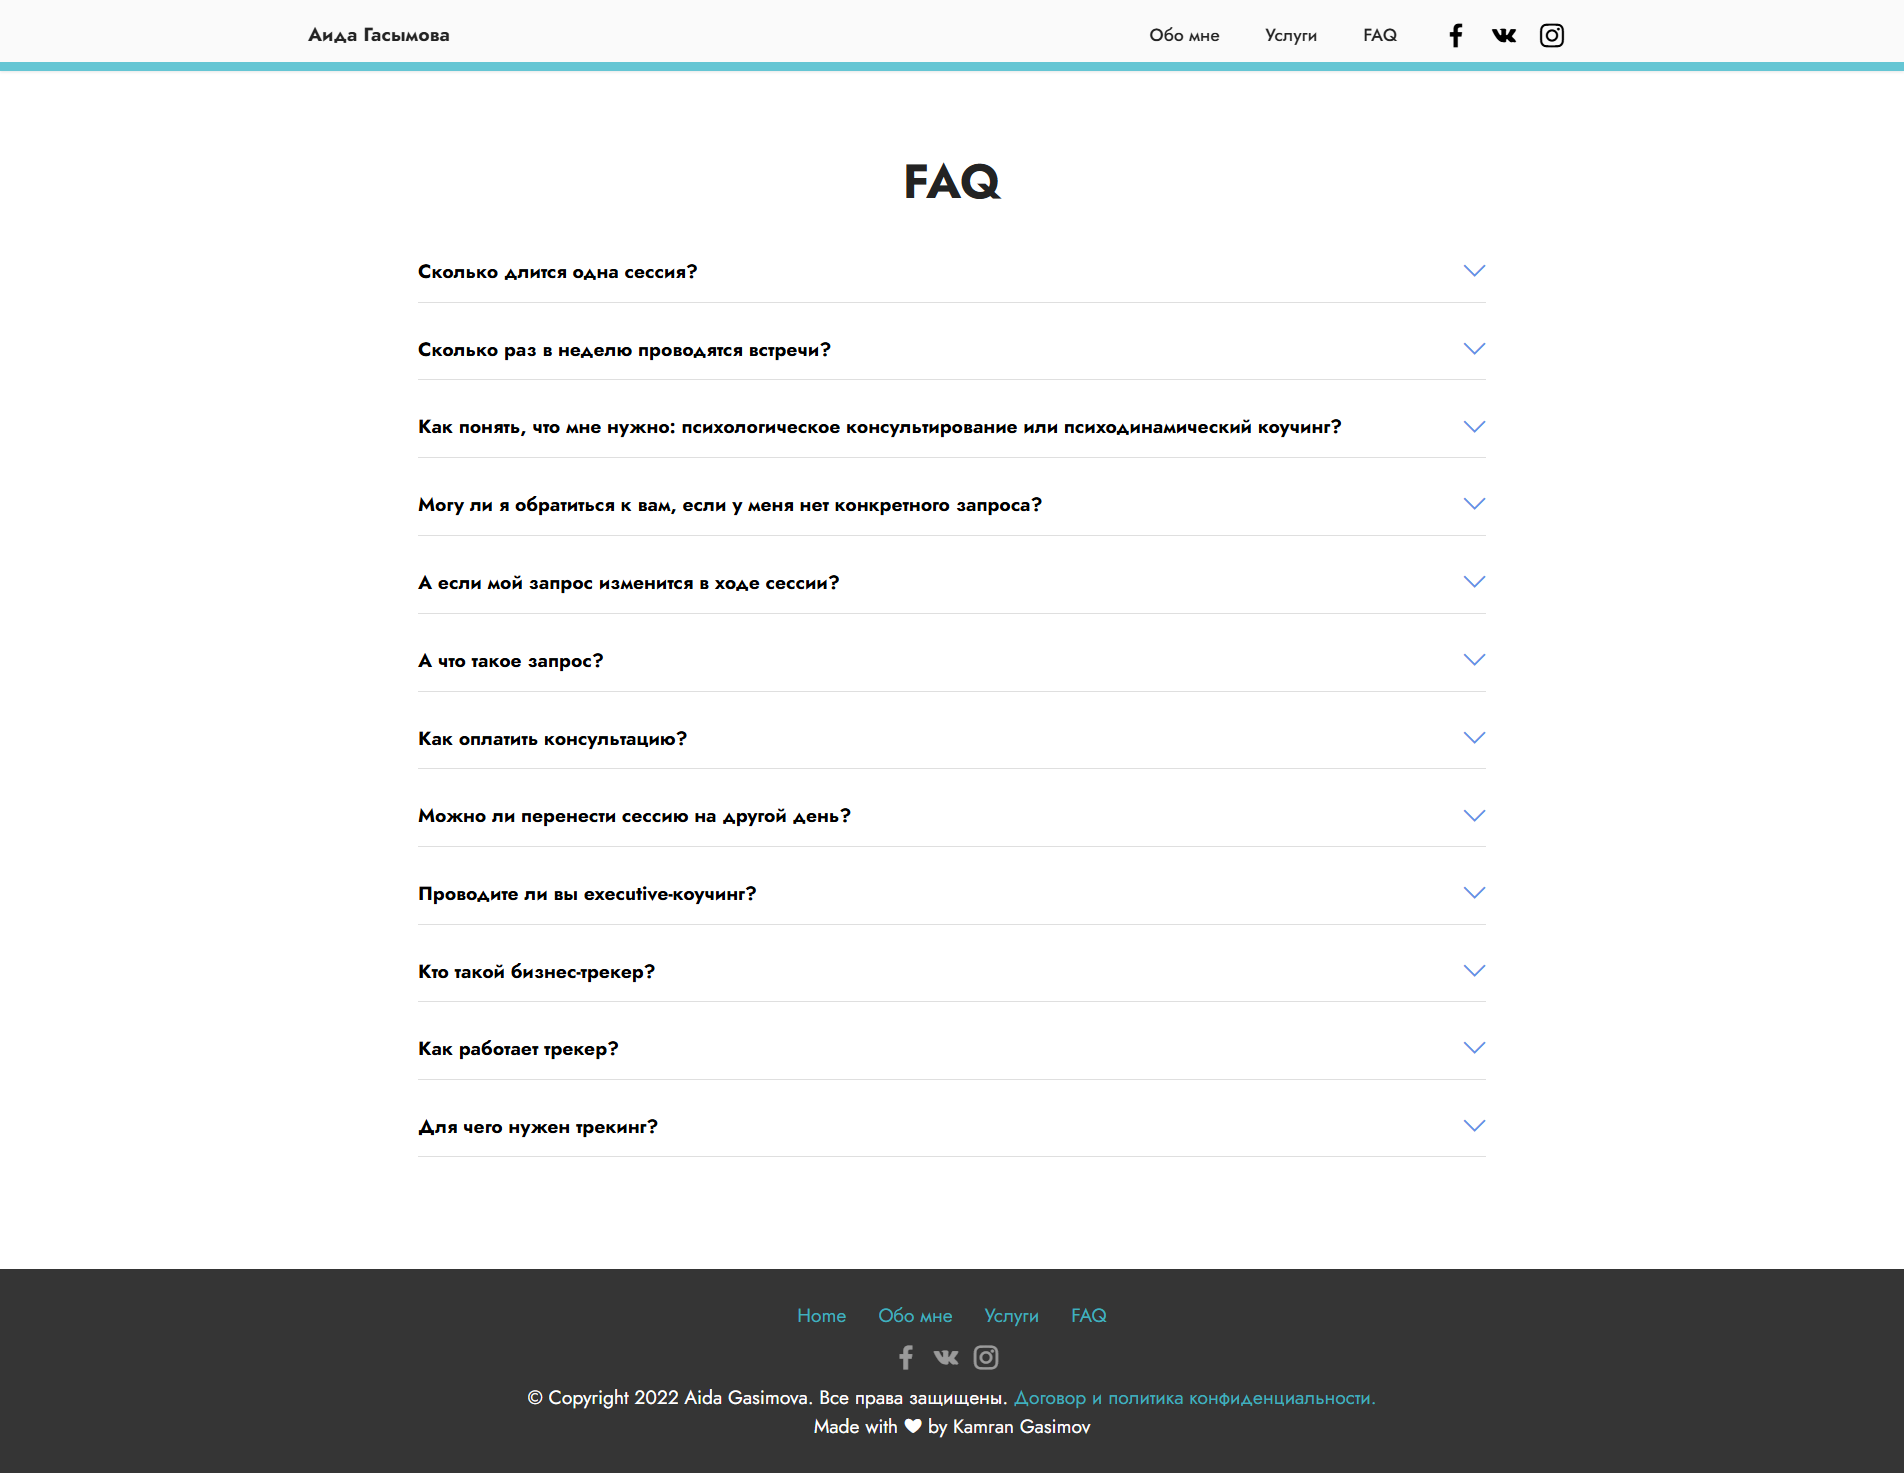 Аида Гасымова
Обо мне
Услуги
FAQ
FAQ
Сколько длится одна сессия?
Сколько раз в неделю проводятся встречи?
Как понять, что мне нужно: психологическое консультирование или психодинамический коучинг?
Могу ли я обратиться к вам, если у меня нет конкретного запроса?
А если мой запрос изменится в ходе сессии?
А что такое запрос?
Как оплатить консультацию?
Можно ли перенести сессию на другой день?
Проводите ли вы executive-коучинг?
Кто такой бизнес-трекер?
Как работает трекер?
Для чего нужен трекинг?
Home
Обо мне
Услуги
FAQ
© Copyright 2022 Aida Gasimova. Все права защищены. Договор и политика конфиденциальности.
Made with ♥ by Kamran Gasimov